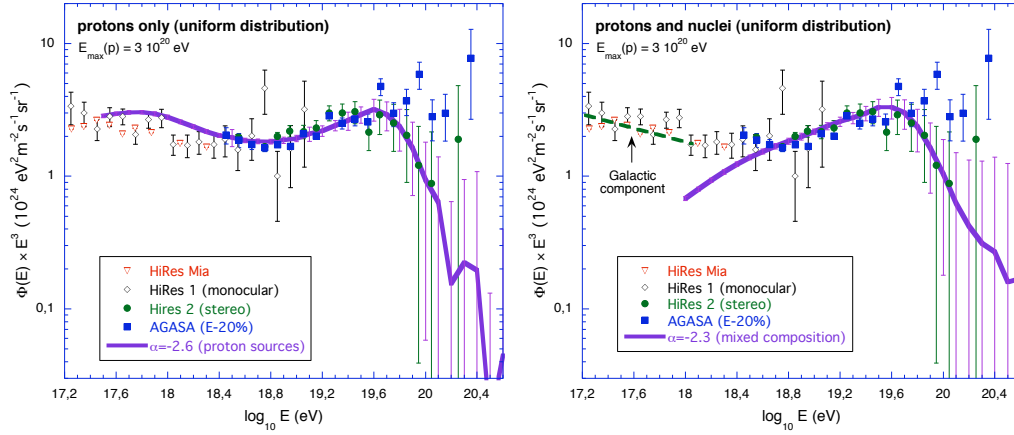 protons only (uniform distribution)
E_max(p) = 3 10^20 eV
10
1
0,1
Φ(E) × E^3 (10^24 eV^2 m^-2 s^-1 sr^-1)
HiRes Mia
HiRes 1 (monocular)
Hires 2 (stereo)
AGASA (E-20%)
α=-2.6 (proton sources)
17,2 17,6 18 18,4 18,8 19,2 19,6 20 20,4
log_10 E (eV)
protons and nuclei (uniform distribution)
E_max(p) = 3 10^20 eV
10
1
0,1
Φ(E) × E^3 (10^24 eV^2 m^-2 s^-1 sr^-1)
Galactic
component
HiRes Mia
HiRes 1 (monocular)
HiRes 2 (stereo)
AGASA (E-20%)
α=-2.3 (mixed composition)
17,2 17,6 18 18,4 18,8 19,2 19,6 20 20,4
log_10 E (eV)